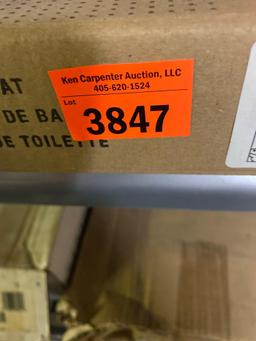 Ken Carpenter Auction, LLC
405-620-1524
Lot
3847
AT
DE BA
DE TOILETTE